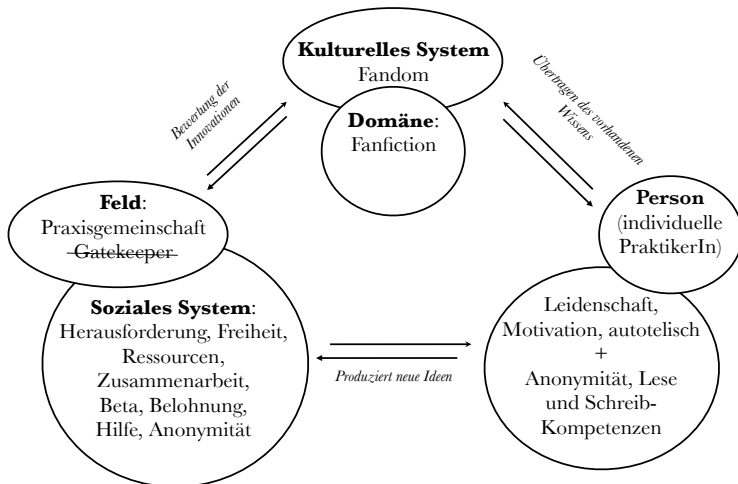 Kulturelles System
Fandom
Domäne:
Fanfiction
Bewertung der
Innovationen
Übertragen des vorhandenen
Wissens
Feld:
Praxisgemeinschaft
Gatekeeper
Person
(individuelle
PraktikerIn)
Soziales System:
Herausforderung, Freiheit,
Ressourcen,
Zusammenarbeit,
Beta, Belohnung,
Hilfe, Anonymität
Produziert neue Ideen
Leidenschaft,
Motivation, autotelisch
+
Anonymität, Lese
und Schreib-
Kompetenzen